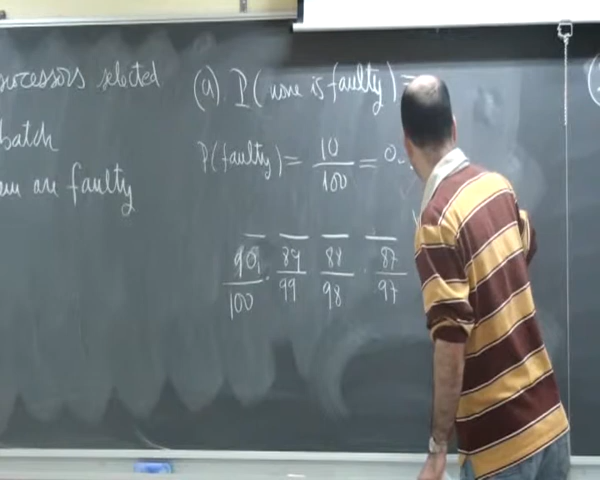 processors selected
batch
are faulty
(a) P(none is faulty) =
P(faulty) = 10/100 = 0.
90/100 · 89/99 · 88/98 · 87/97